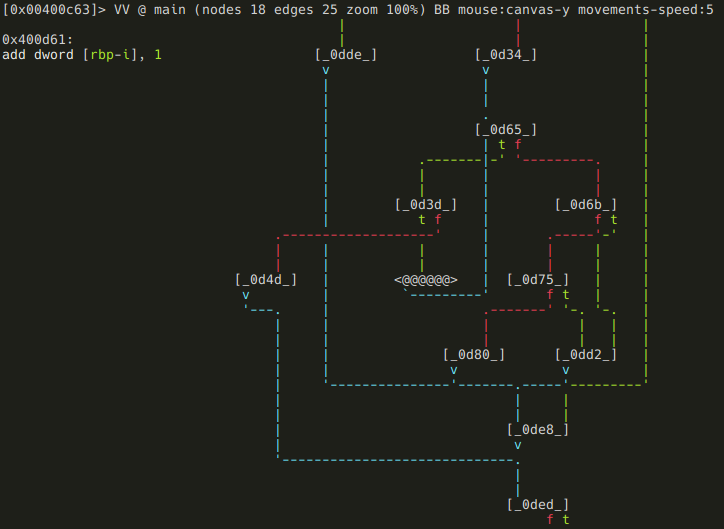 [0x00400c63]> VV @ main (nodes 18 edges 25 zoom 100%) BB mouse:canvas-y movements-speed:5
0x400d61:
add dword [rbp-i], 1
[_0dde_] [_0d34_]
v v
[_0d65_]
t f
[_0d3d_] [_0d6b_]
t f f t
[_0d4d_] <@@@@@@> [_0d75_]
v f t
[_0d80_] [_0dd2_]
v v
[_0de8_]
v
[_0ded_]
f t